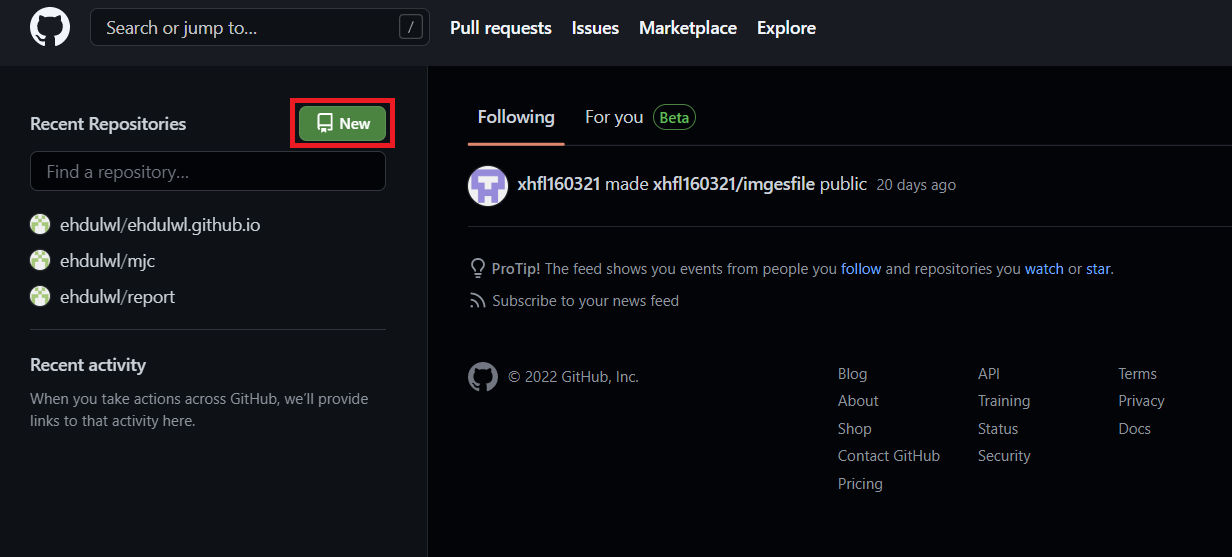 Search or jump to... /
Pull requests Issues Marketplace Explore
Recent Repositories
New
Find a repository...
ehdulwl/ehdulwl.github.io
ehdulwl/mjc
ehdulwl/report
Recent activity
When you take actions across GitHub, we'll provide
links to that activity here.
Following For you Beta
xhfl160321 made xhfl160321/imgesfile public 20 days ago
ProTip! The feed shows you events from people you follow and repositories you watch or star.
Subscribe to your news feed
© 2022 GitHub, Inc.
Blog
About
Shop
Contact GitHub
Pricing
API
Training
Status
Security
Terms
Privacy
Docs